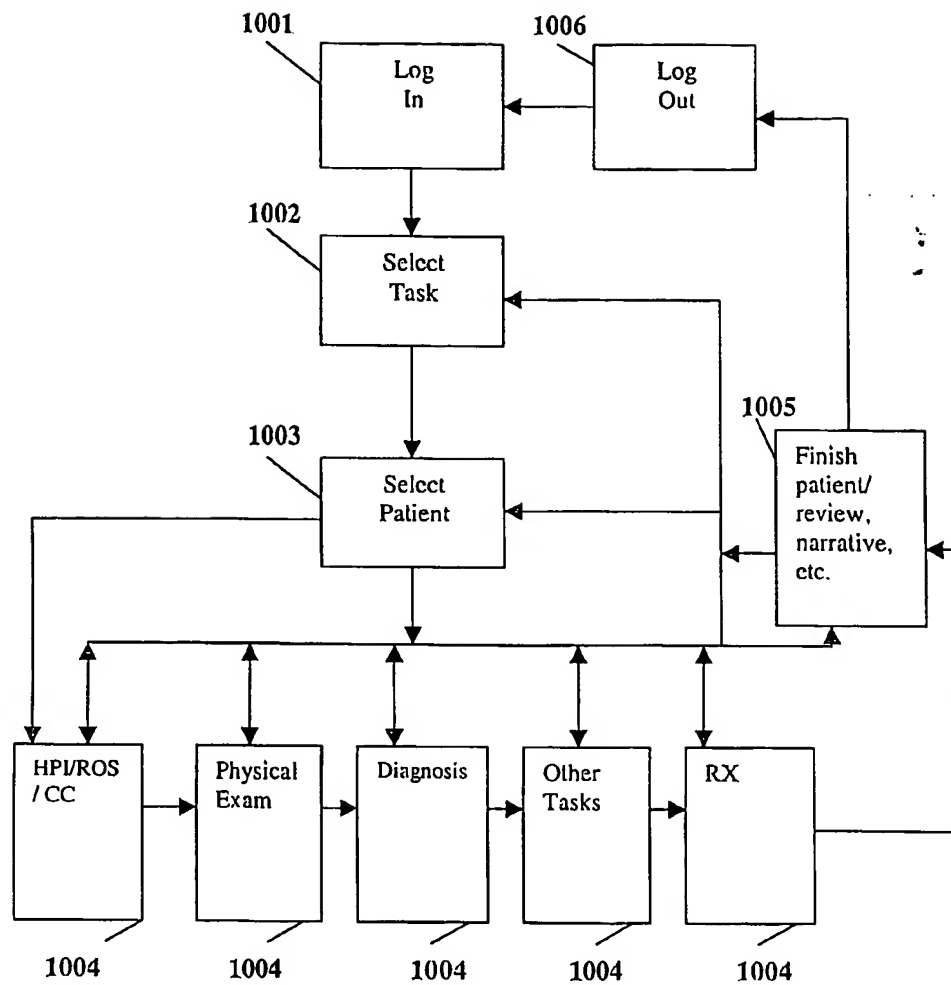 1001
Log
In
1006
Log
Out
1002
Select
Task
1003
Select
Patient
1005
Finish
patient/
review,
narrative,
etc.
HPI/ROS
/ CC
Physical
Exam
Diagnosis
Other
Tasks
RX
1004
1004
1004
1004
1004